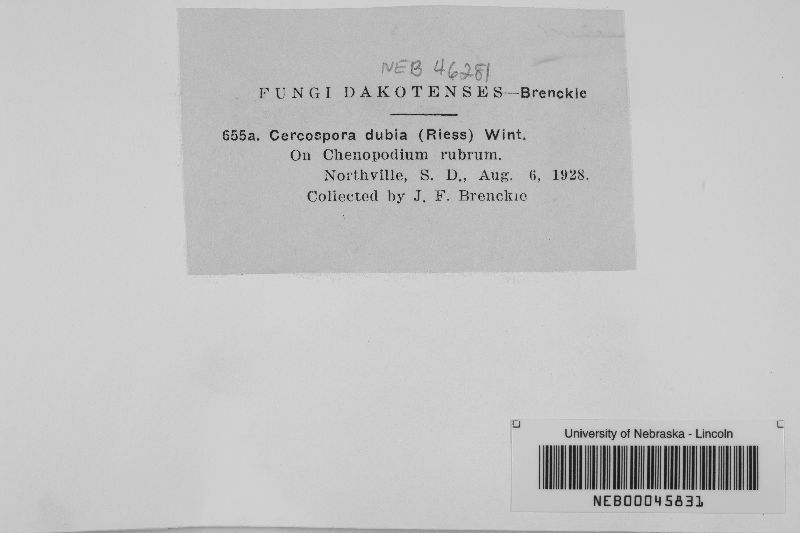 NEB 46281
FUNGI DAKOTENSES—Brenckle
655a. Cercospora dubia (Riess) Wint.
On Chenopodium rubrum.
Northville, S. D., Aug. 6, 1928.
Collected by J. F. Brenckle
University of Nebraska - Lincoln
NEB00045831